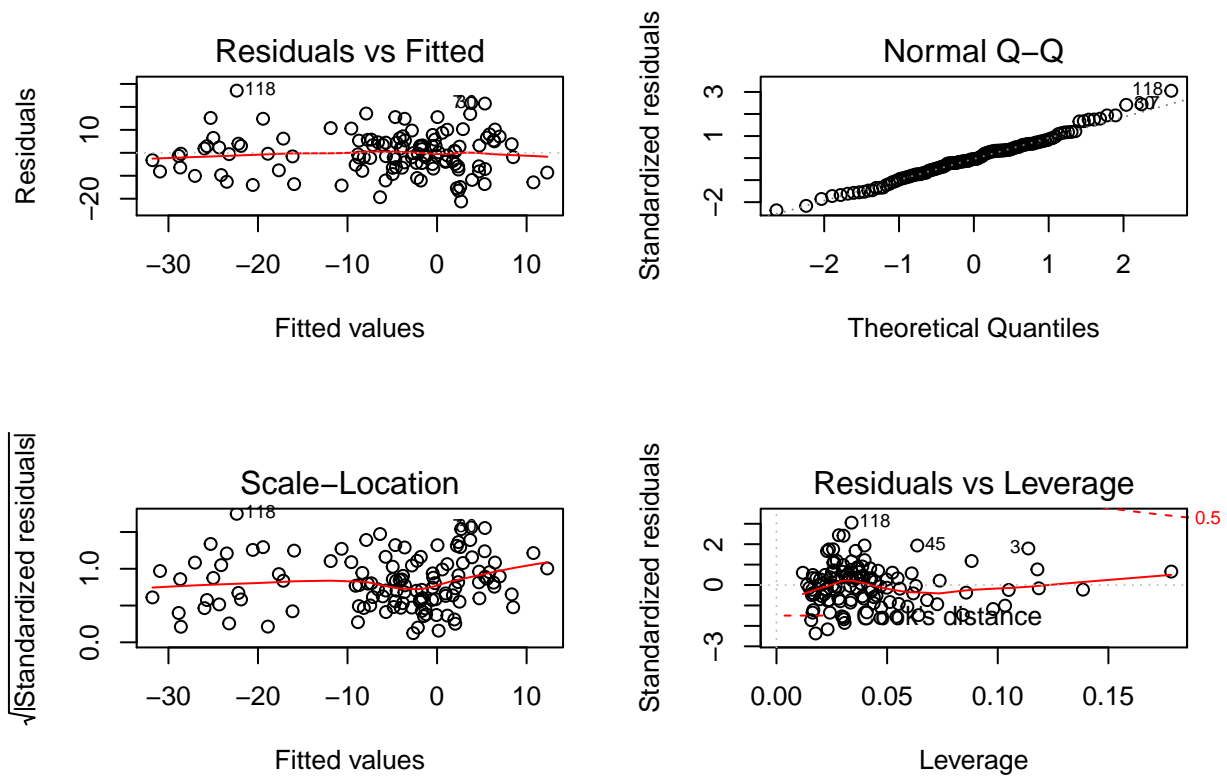 Residuals vs Fitted
Residuals
10
−20
118
−30
−20
−10
0
10
Fitted values
Normal Q−Q
Standardized residuals
3
1
−2
118
−2
−1
0
1
2
Theoretical Quantiles
Scale−Location
√|Standardized residuals|
1.0
0.0
118
−30
−20
−10
0
10
Fitted values
Residuals vs Leverage
Standardized residuals
2
0
−3
118
45
3
0.5
Cook's distance
0.00
0.05
0.10
0.15
Leverage